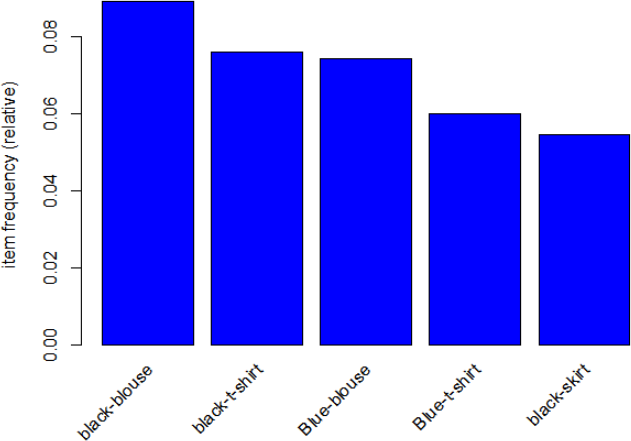 item frequency (relative)
0.08
0.06
0.04
0.02
0.00
black-blouse
black-t-shirt
Blue-blouse
Blue-t-shirt
black-skirt